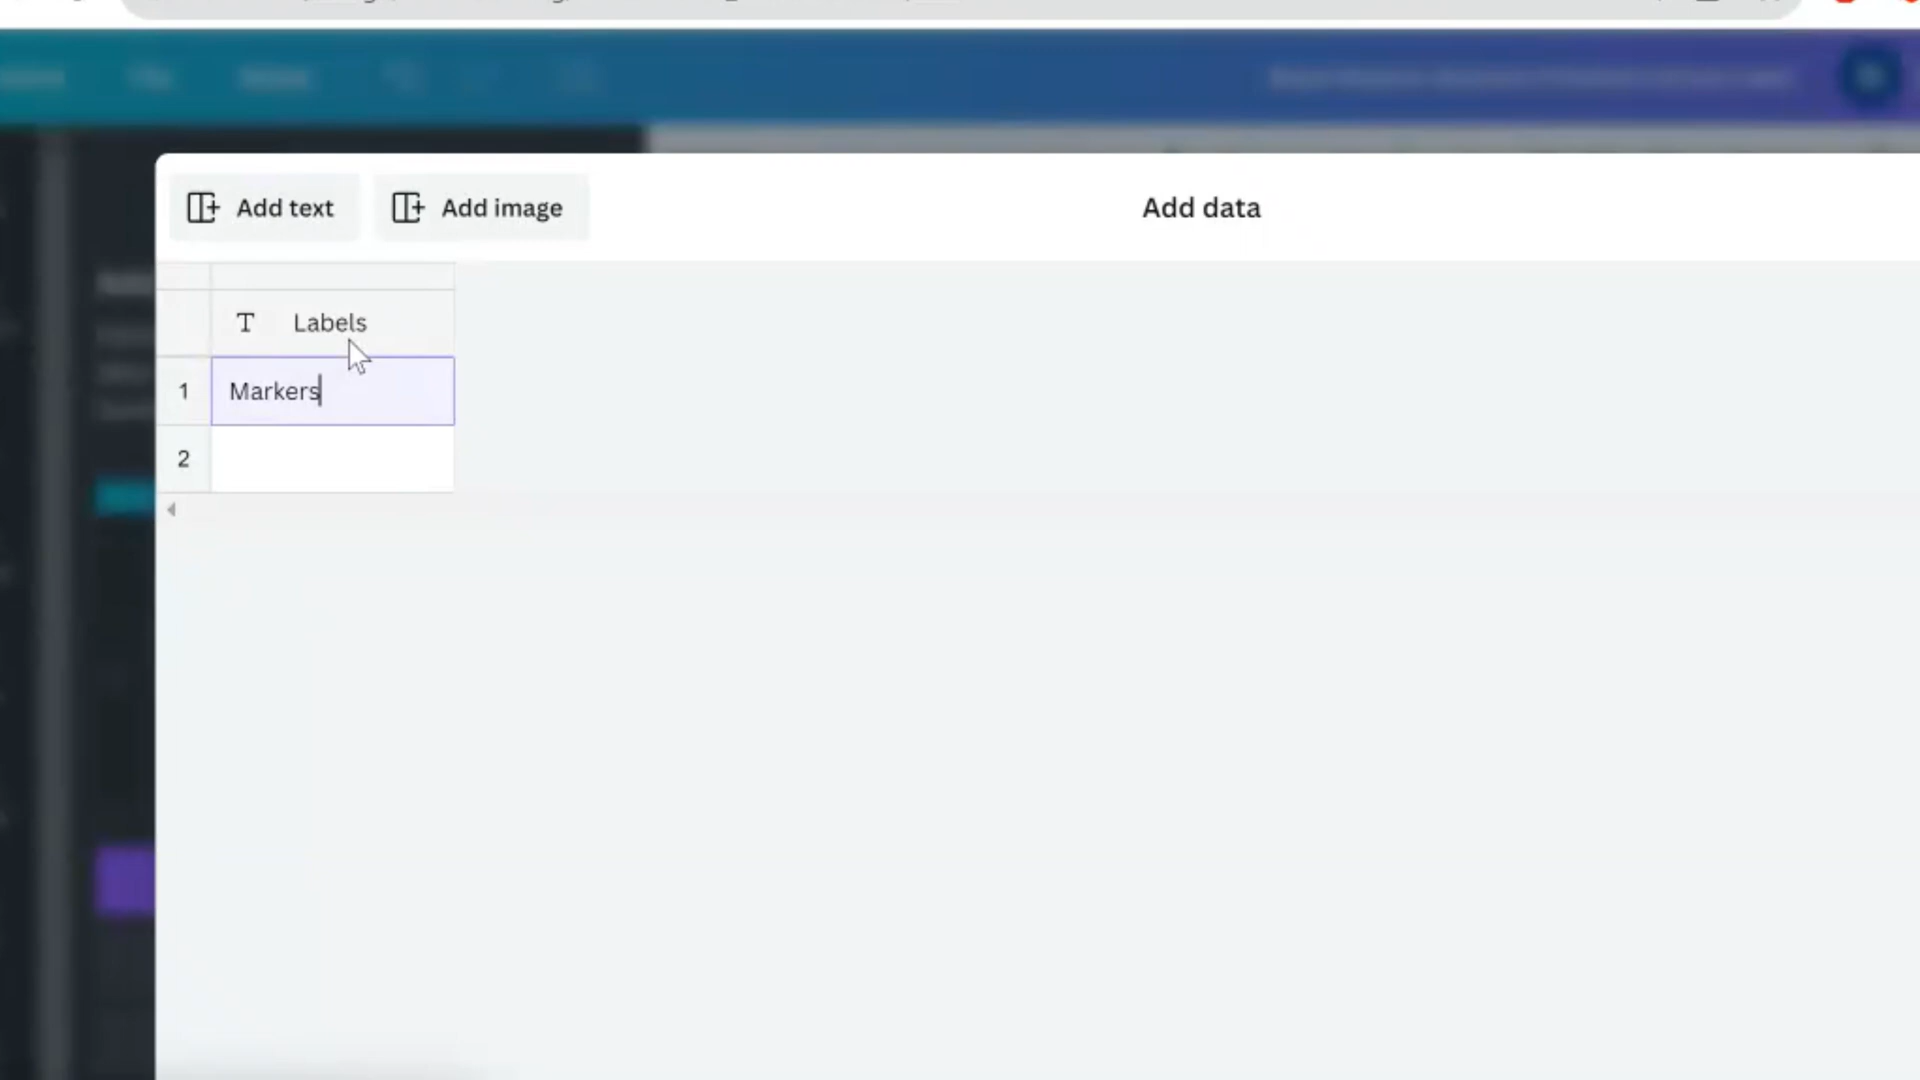 Add text
Add image
Add data
T Labels
1 Markers
2